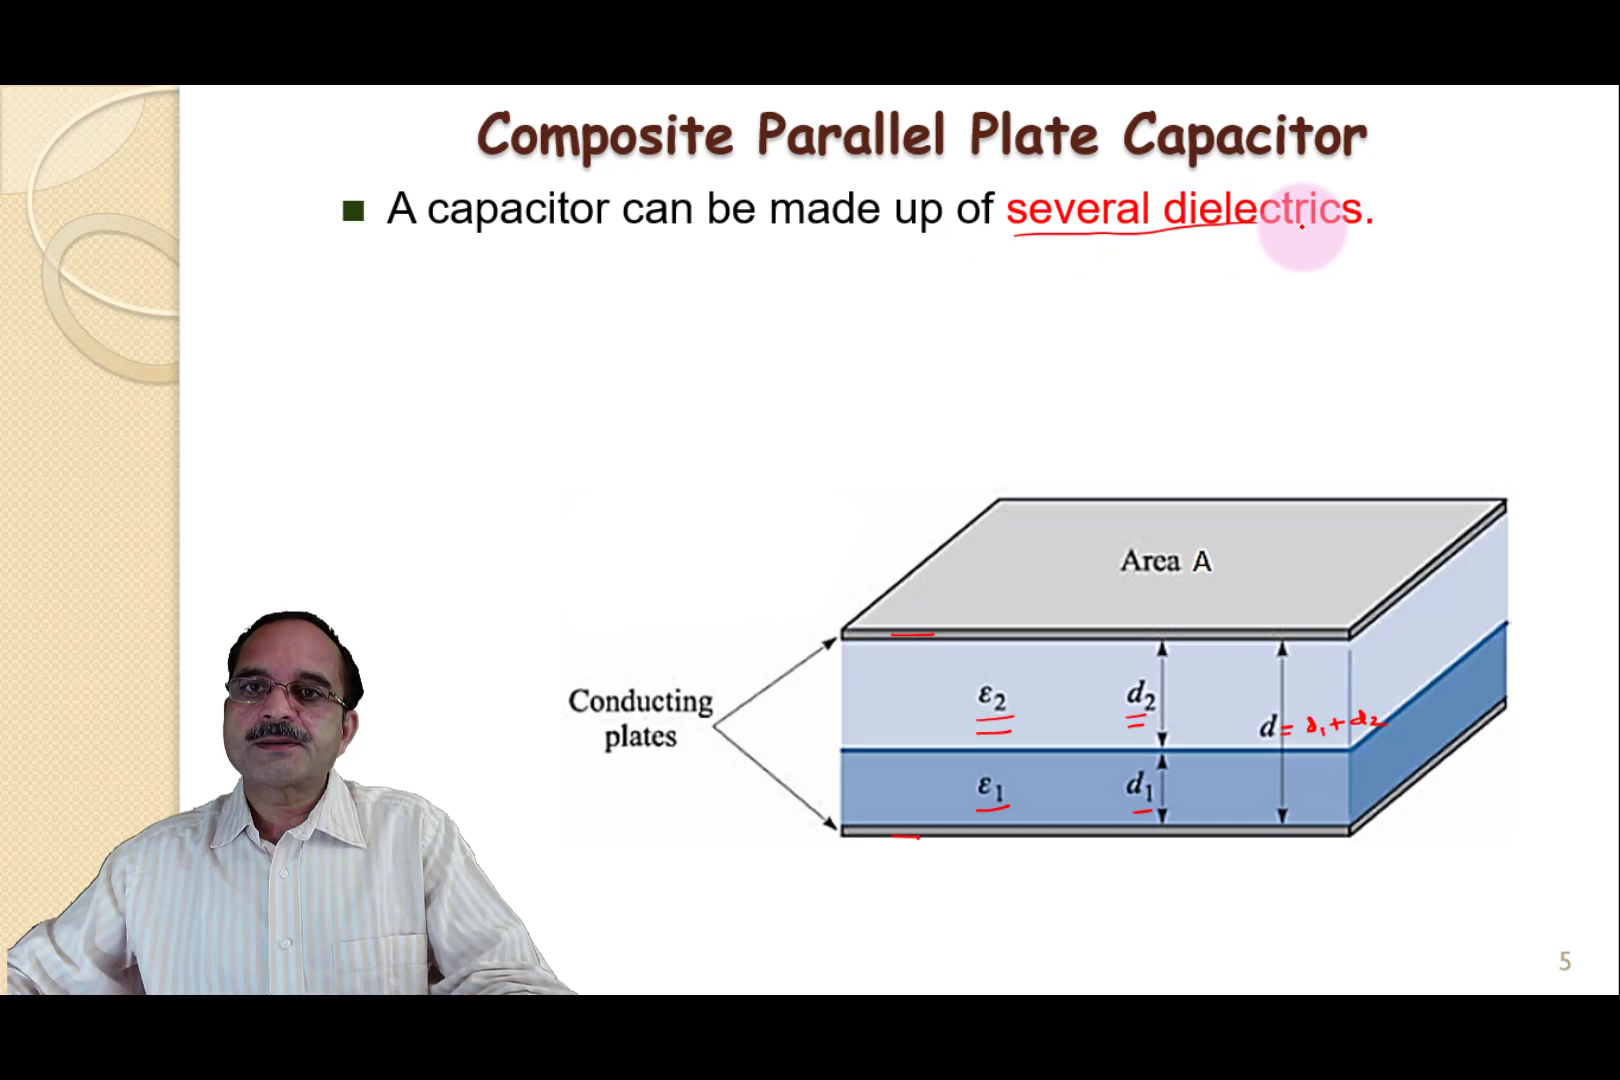 Composite Parallel Plate Capacitor
A capacitor can be made up of several dielectrics.
Area A
Conducting
plates
ε₂
d₂
d = d₁ + d₂
ε₁
d₁
5